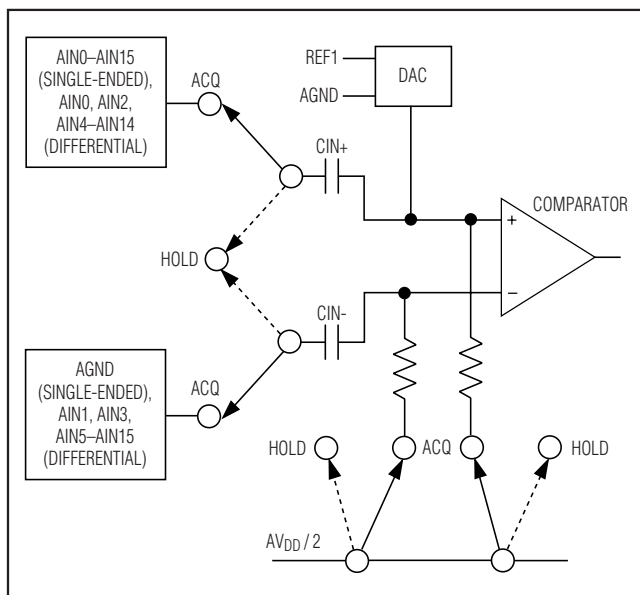 AIN0–AIN15
(SINGLE-ENDED),
AIN0, AIN2,
AIN4–AIN14
(DIFFERENTIAL)
ACQ
REF1
AGND
DAC
CIN+
COMPARATOR
+
−
HOLD
CIN-
AGND
(SINGLE-ENDED),
AIN1, AIN3,
AIN5–AIN15
(DIFFERENTIAL)
ACQ
HOLD
ACQ
HOLD
AVDD / 2